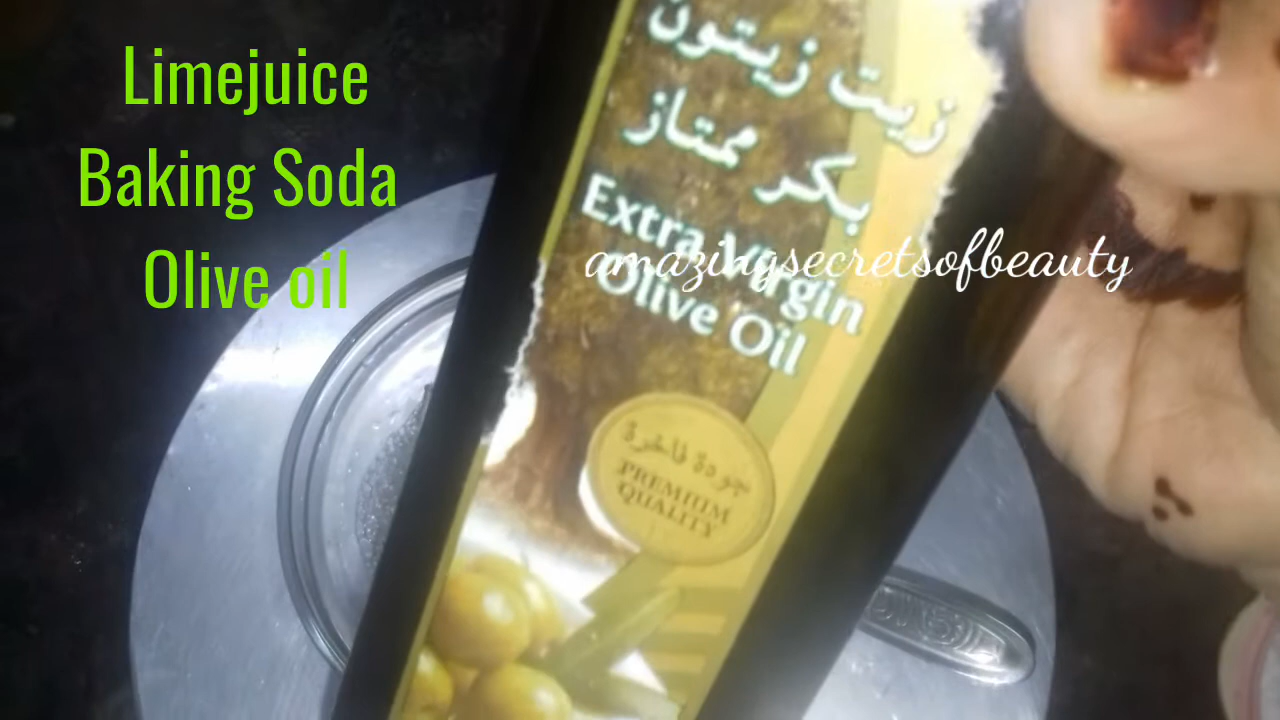 Limejuice
Baking Soda
Olive oil
زيت زيتون
بكر ممتاز
Extra Virgin
Olive Oil
amazingsecretsofbeauty
جودة فاخرة
PREMIUM
QUALITY